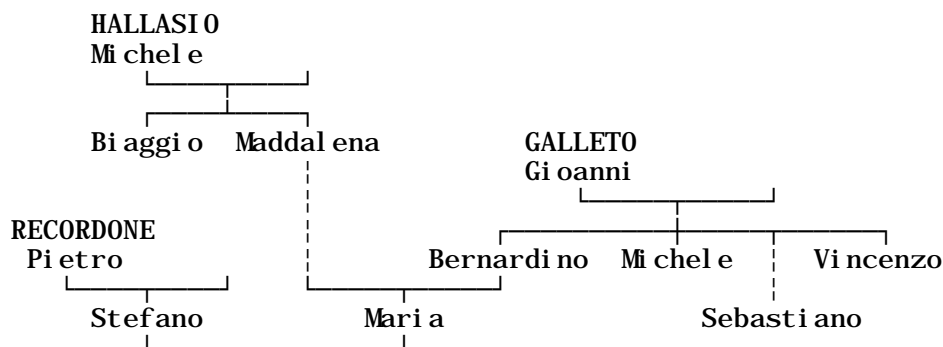 HALLASIO
Michele
Biaggio Maddalena GALLETO
Gioanni
RECORDONE
Pietro Bernardino Michele Vincenzo
Stefano Maria Sebastiano